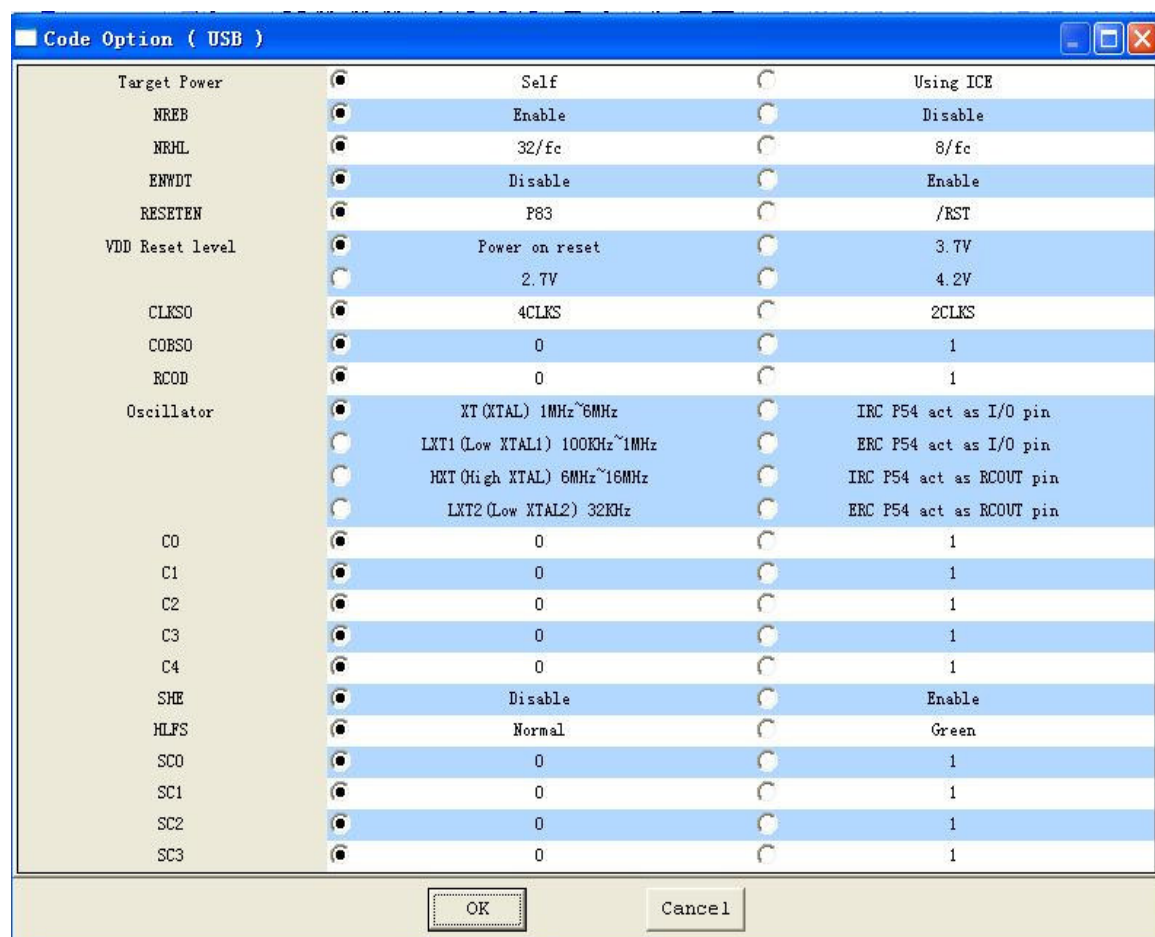 Code Option ( USB )
Target Power Self Using ICE
NREB Enable Disable
NRHL 32/fc 8/fc
ENWDT Disable Enable
RESETEN P83 /RST
VDD Reset level Power on reset 3.7V
2.7V 4.2V
CLKSO 4CLKS 2CLKS
COBSO 0 1
RCOD 0 1
Oscillator XT(XTAL) 1MHz~6MHz IRC P54 act as I/O pin
LXT1(Low XTAL1) 100KHz~1MHz ERC P54 act as I/O pin
HXT(High XTAL) 6MHz~16MHz IRC P54 act as RCOUT pin
LXT2(Low XTAL2) 32KHz ERC P54 act as RCOUT pin
C0 0 1
C1 0 1
C2 0 1
C3 0 1
C4 0 1
SHE Disable Enable
HLFS Normal Green
SC0 0 1
SC1 0 1
SC2 0 1
SC3 0 1
OK Cancel